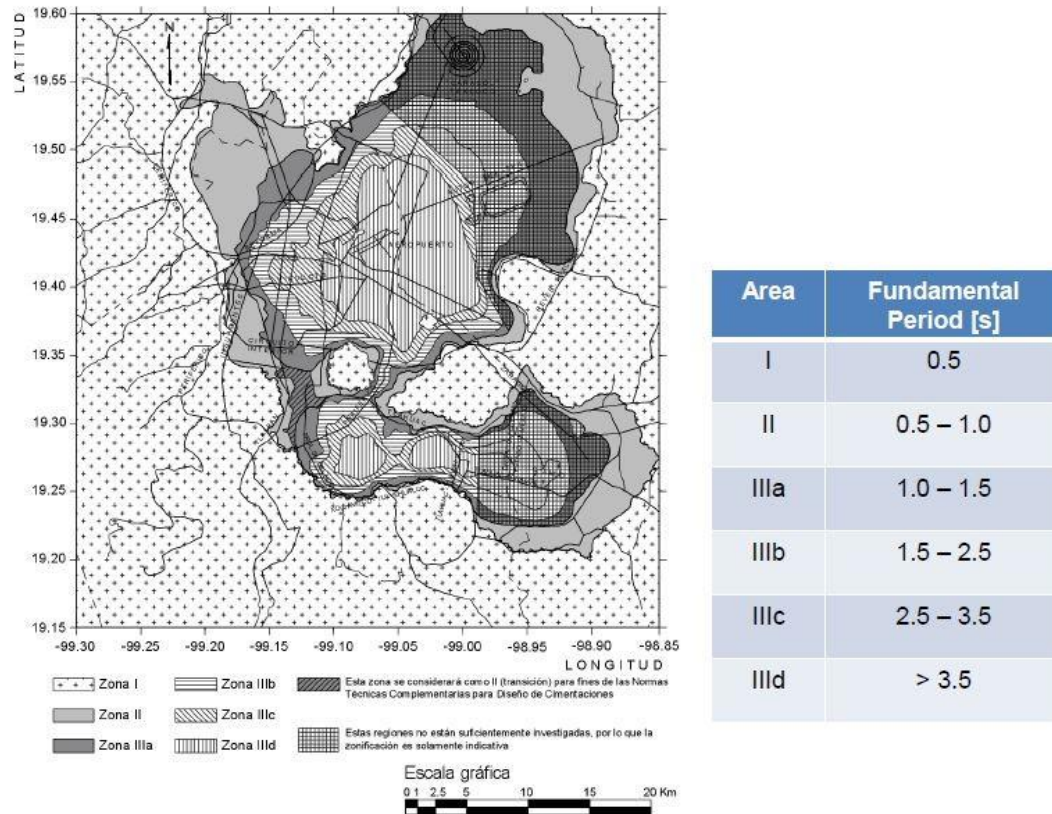 LATITUD
19.60
19.55
19.50
19.45
19.40
19.35
19.30
19.25
19.20
19.15
N
AEROPUERTO
CIRCUITO
INTERIOR
-99.30
-99.25
-99.20
-99.15
-99.10
-99.05
-99.00
-98.95
-98.90
-98.85
LONGITUD
Zona I
Zona II
Zona IIIa
Zona IIIb
Zona IIIc
Zona IIId
Esta zona se considerará como II (transición) para fines de las Normas
Técnicas Complementarias para Diseño de Cimentaciones
Estas regiones no están suficientemente investigadas, por lo que la
zonificación es solamente indicativa
Escala gráfica
0 1 2.5 5 10 15 20 Km
Area Fundamental
Period [s]
I 0.5
II 0.5 – 1.0
IIIa 1.0 – 1.5
IIIb 1.5 – 2.5
IIIc 2.5 – 3.5
IIId > 3.5